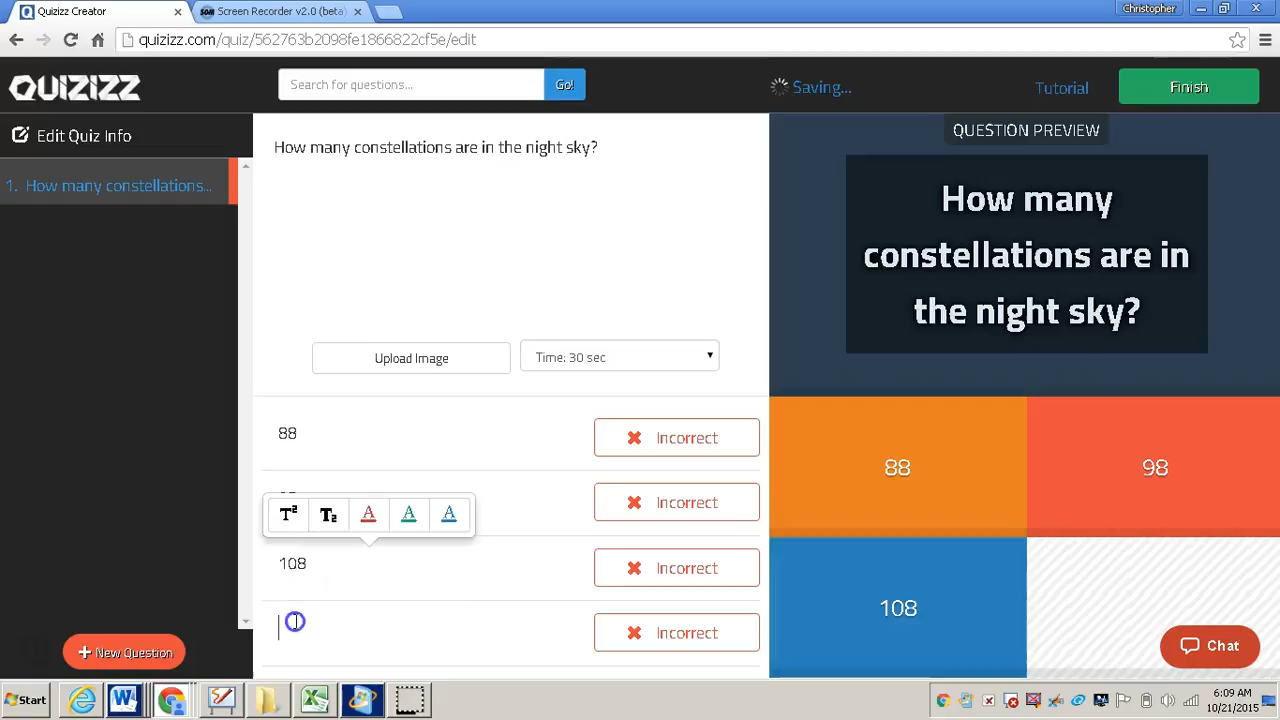 Quizizz Creator
Screen Recorder v2.0 (beta)
Christopher
quizizz.com/quiz/562763b2098fe1866822cf5e/edit
QUIZIZZ
Search for questions...
Go!
Saving...
Tutorial
Finish
Edit Quiz Info
1. How many constellations...
How many constellations are in the night sky?
QUESTION PREVIEW
How many
constellations are in
the night sky?
Upload Image
Time: 30 sec
88
Incorrect
Incorrect
T² T₂ A A A
108
Incorrect
Incorrect
88
98
108
+ New Question
Chat
Start
6:09 AM
10/21/2015